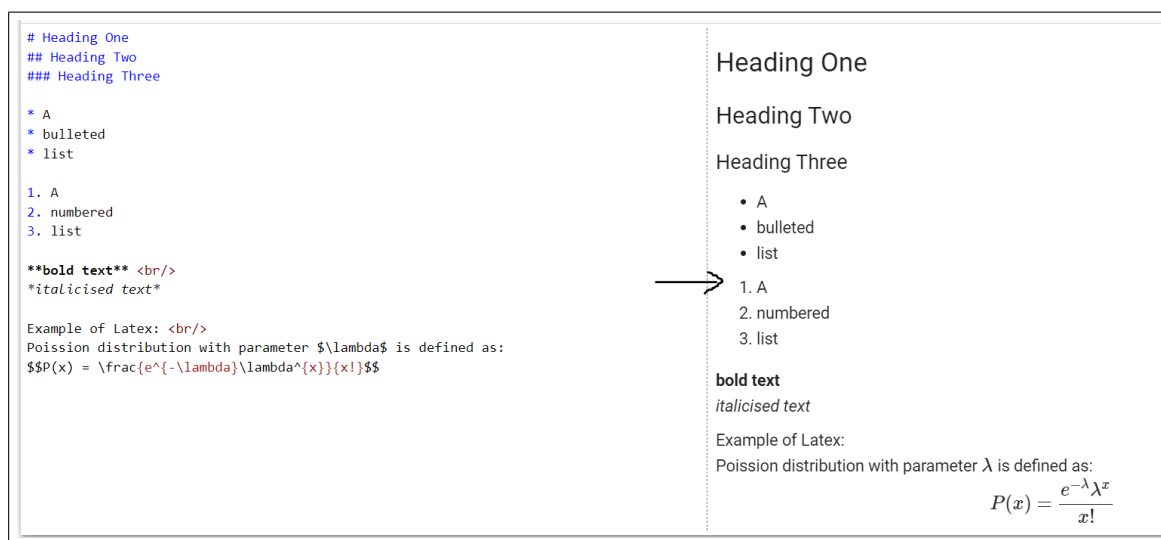 # Heading One
## Heading Two
### Heading Three
* A
* bulleted
* list
1. A
2. numbered
3. list
**bold text** <br/>
*italicised text*
Example of Latex: <br/>
Poission distribution with parameter $\lambda$ is defined as:
$$P(x) = \frac{e^{-\lambda}\lambda^{x}}{x!}$$
Heading One
Heading Two
Heading Three
• A
• bulleted
• list
1. A
2. numbered
3. list
bold text
italicised text
Example of Latex:
Poission distribution with parameter λ is defined as:
P(x) = e^{−λ}λ^x / x!